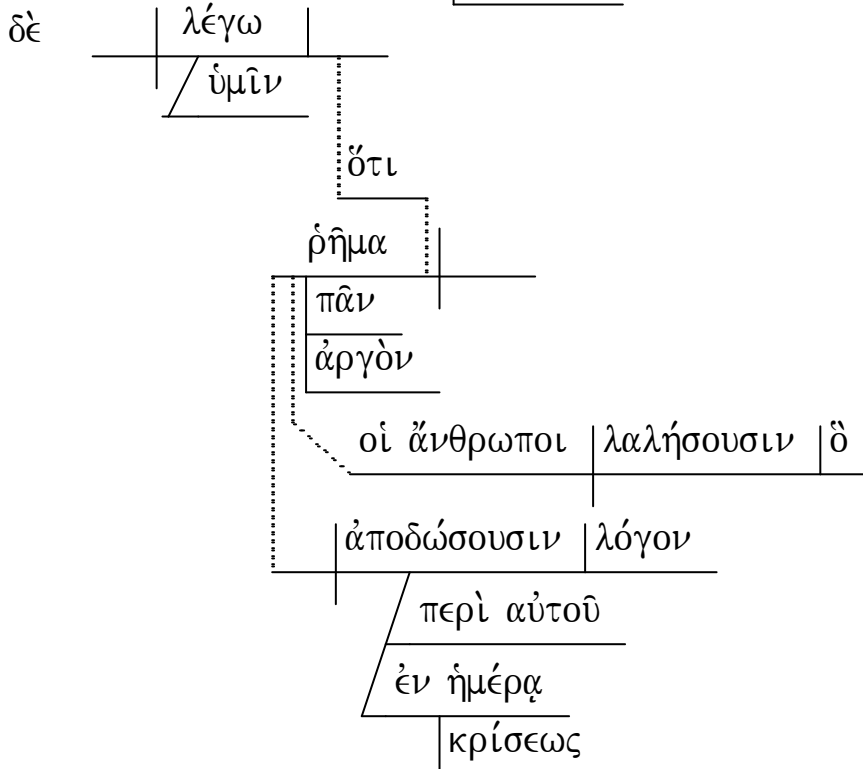 δὲ λέγω
ὑμῖν
ὅτι
ῥῆμα
πᾶν
ἀργὸν
οἱ ἄνθρωποι λαλήσουσιν ὃ
ἀποδώσουσιν λόγον
περὶ αὐτοῦ
ἐν ἡμέρᾳ
κρίσεως